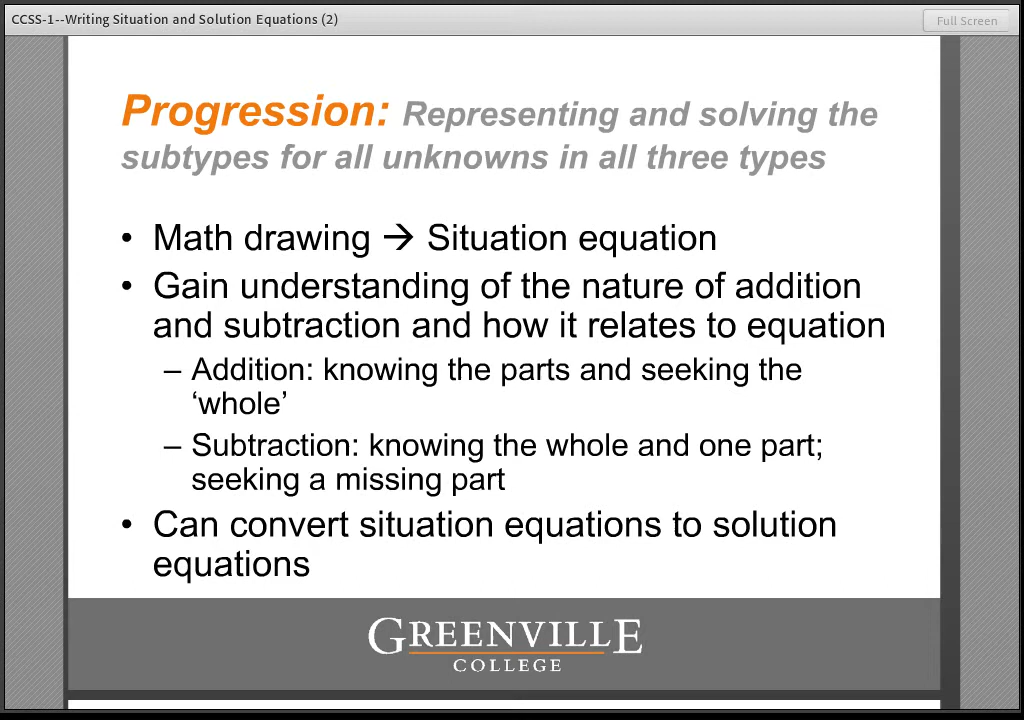 CCSS-1--Writing Situation and Solution Equations (2)
Full Screen
Progression: Representing and solving the
subtypes for all unknowns in all three types
• Math drawing → Situation equation
• Gain understanding of the nature of addition
and subtraction and how it relates to equation
– Addition: knowing the parts and seeking the
‘whole’
– Subtraction: knowing the whole and one part;
seeking a missing part
• Can convert situation equations to solution
equations
GREENVILLE
COLLEGE